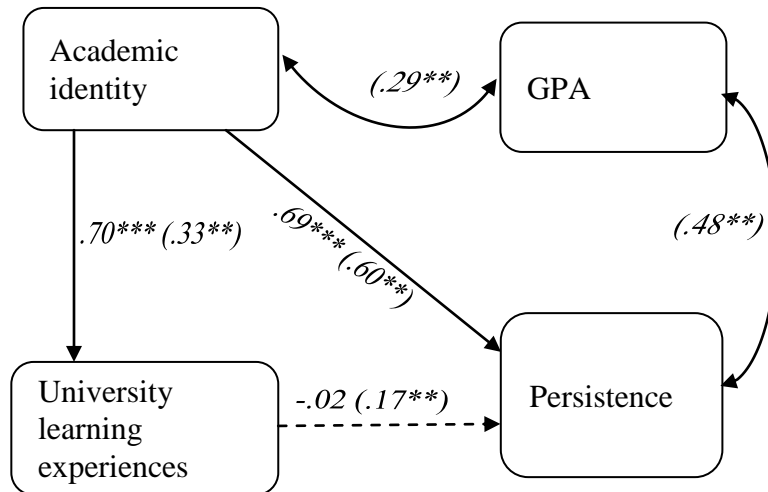 Academic
identity
(.29**)
GPA
.70*** (.33**)
.69***
(.60**)
(.48**)
University
learning
experiences
-.02 (.17**)
Persistence